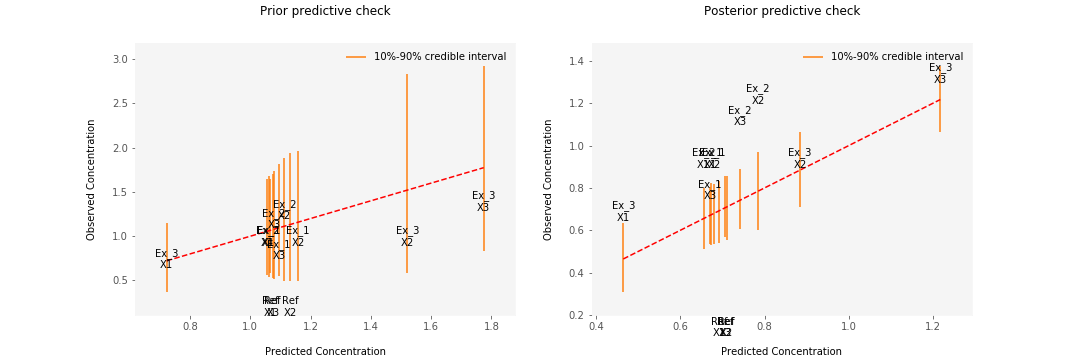 Prior predictive check
10%-90% credible interval
3.0
2.5
2.0
1.5
1.0
0.5
Observed Concentration
Ex_3
X1
Ex_2
X3
Ex_2
X2
Ex_1
X2
Ex_1
X3
Ex_3
X2
Ex_3
X3
Ref
X3
Ref
X2
0.8
1.0
1.2
1.4
1.6
1.8
Predicted Concentration
Posterior predictive check
10%-90% credible interval
1.4
1.2
1.0
0.8
0.6
0.4
0.2
Observed Concentration
Ex_3
X3
Ex_2
X2
Ex_2
X3
Ex_1
X2
Ex_3
X2
Ex_1
X3
Ex_3
X1
Ref
0.4
0.6
0.8
1.0
1.2
Predicted Concentration